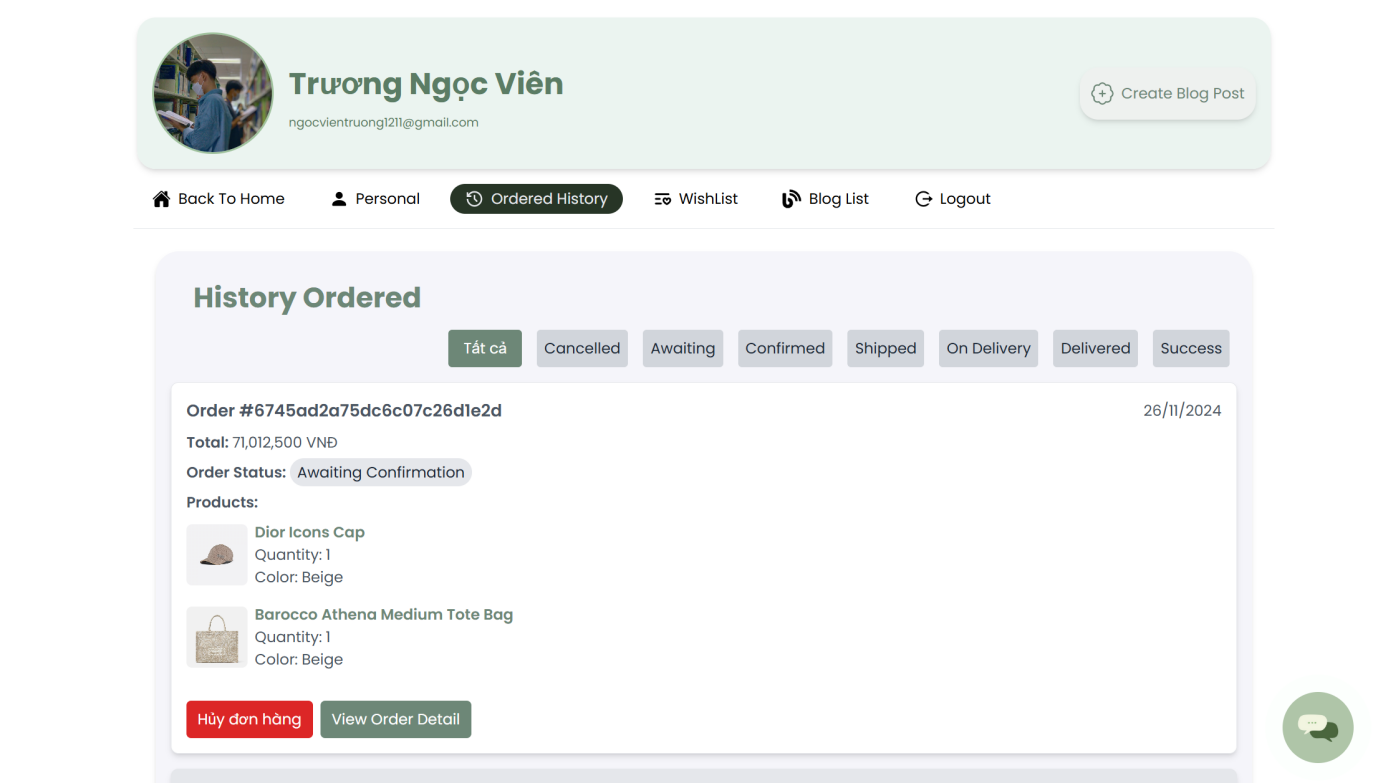 Trương Ngọc Viên
ngocvientruong1211@gmail.com
Create Blog Post
Back To Home Personal Ordered History WishList Blog List Logout
History Ordered
Tất cả Cancelled Awaiting Confirmed Shipped On Delivery Delivered Success
Order #6745ad2a75dc6c07c26d1e2d 26/11/2024
Total: 71,012,500 VNĐ
Order Status: Awaiting Confirmation
Products:
Dior Icons Cap
Quantity: 1
Color: Beige
Barocco Athena Medium Tote Bag
Quantity: 1
Color: Beige
Hủy đơn hàng View Order Detail